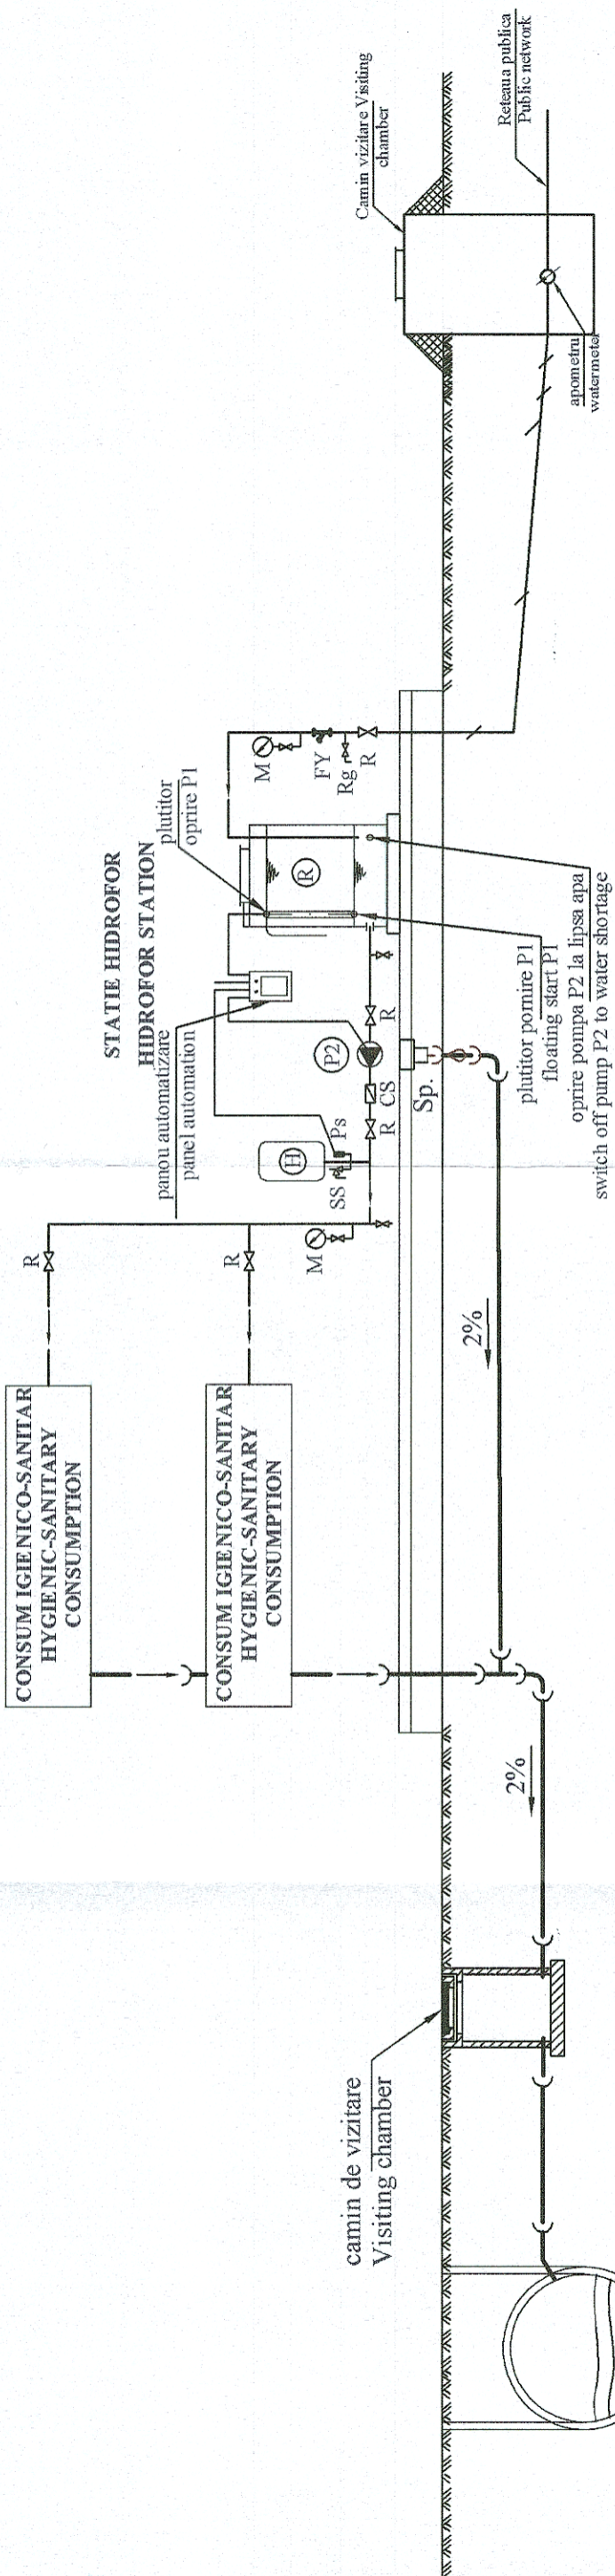 CONSUM IGIENICO-SANITAR
HYGIENIC-SANITARY
CONSUMPTION
CONSUM IGIENICO-SANITAR
HYGIENIC-SANITARY
CONSUMPTION
R
R
panou automatizare
panel automation
STATIE HIDROFOR
HIDROFOR STATION
plutitor
oprire P1
M
SS
H
Ps
R
CS
P2
R
R
M
FY
Rg
R
Sp.
plutitor pornire P1
floating start P1
oprire pompa P2 la lipsa apa
switch off pump P2 to water shortage
Camin vizitare Visiting
chamber
Reteaua publica
Public network
apometru
watermeter
2%
2%
camin de vizitare
Visiting chamber